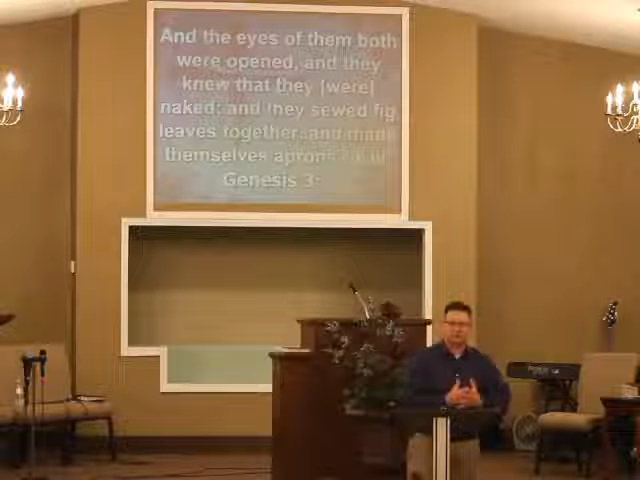 And the eyes of them both
were opened, and they
knew that they [were]
naked; and they sewed fig
leaves together, and made
themselves aprons.
Genesis 3: